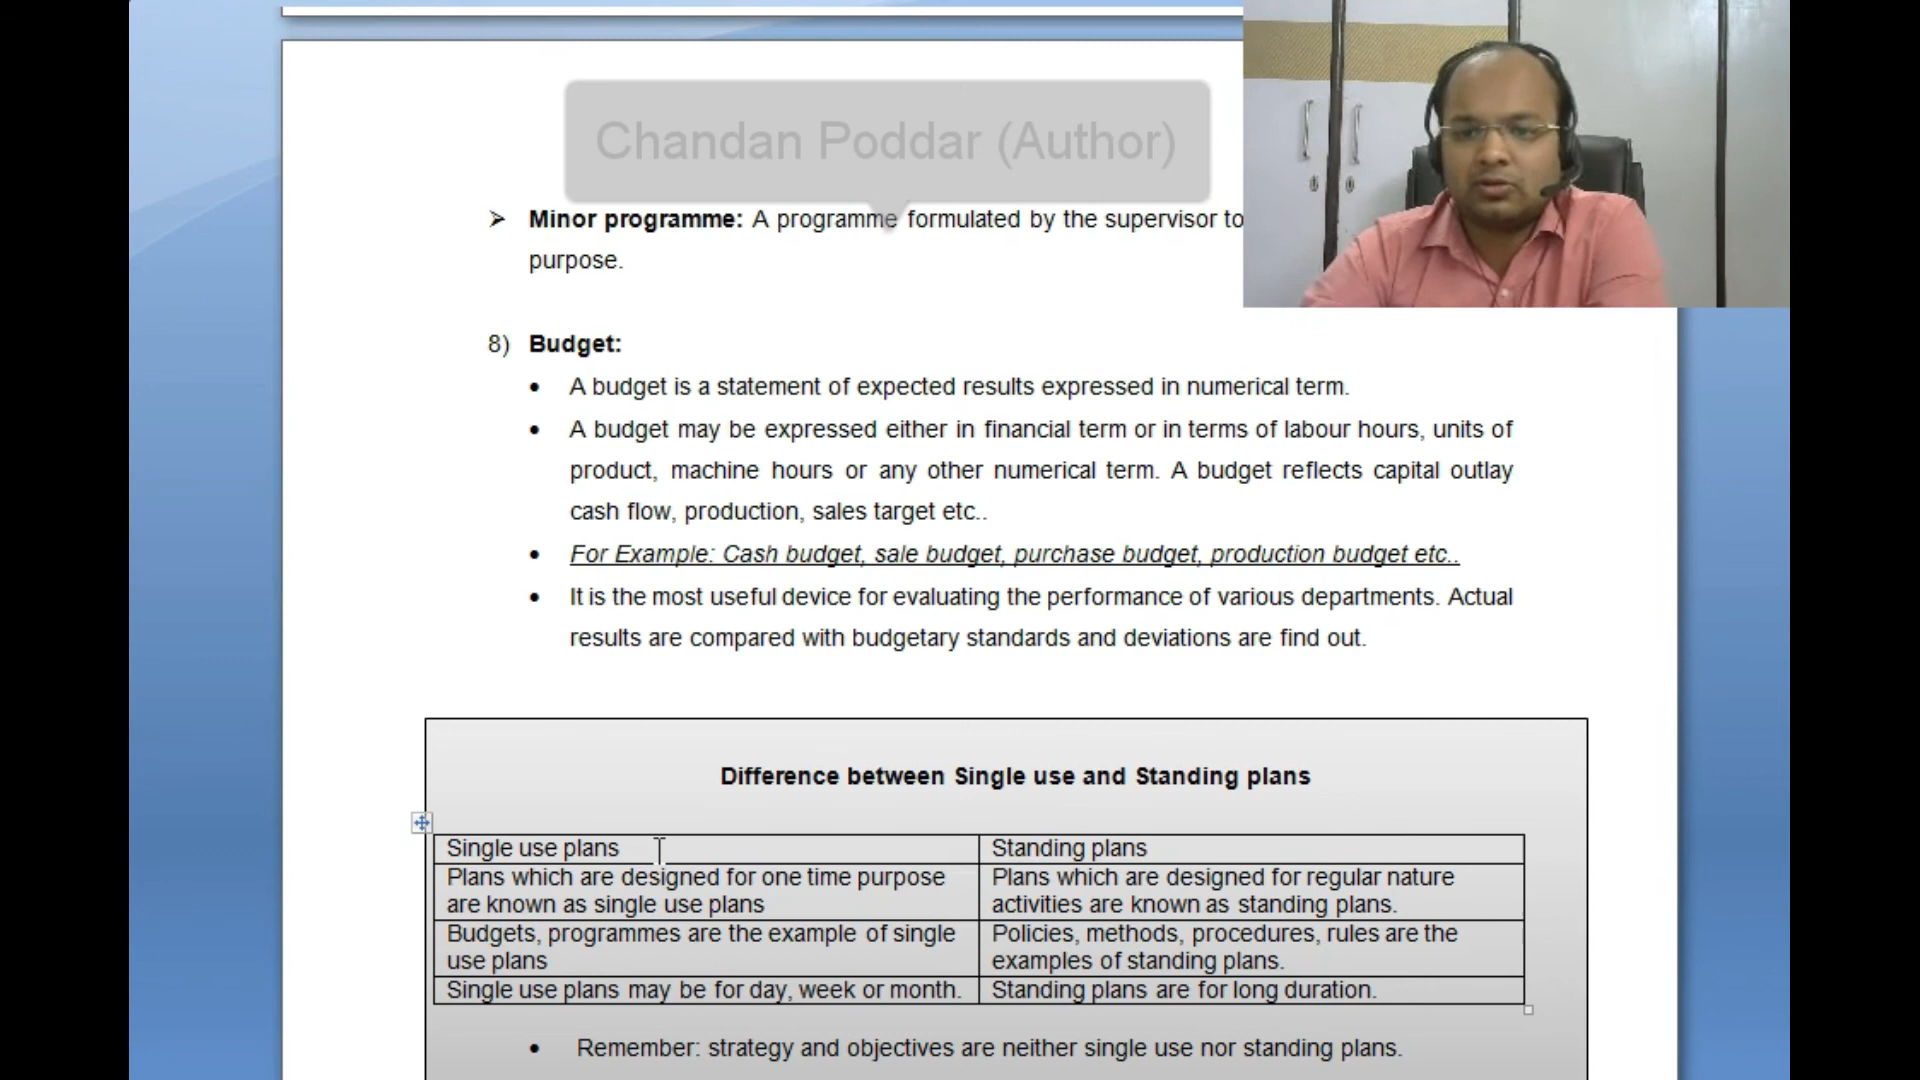 Chandan Poddar (Author)
➢ Minor programme: A programme formulated by the supervisor to
purpose.
8) Budget:
• A budget is a statement of expected results expressed in numerical term.
• A budget may be expressed either in financial term or in terms of labour hours, units of
product, machine hours or any other numerical term. A budget reflects capital outlay
cash flow, production, sales target etc..
• For Example: Cash budget, sale budget, purchase budget, production budget etc..
• It is the most useful device for evaluating the performance of various departments. Actual
results are compared with budgetary standards and deviations are find out.
Difference between Single use and Standing plans
Single use plans
Standing plans
Plans which are designed for one time purpose
are known as single use plans
Plans which are designed for regular nature
activities are known as standing plans.
Budgets, programmes are the example of single
use plans
Policies, methods, procedures, rules are the
examples of standing plans.
Single use plans may be for day, week or month.
Standing plans are for long duration.
• Remember: strategy and objectives are neither single use nor standing plans.